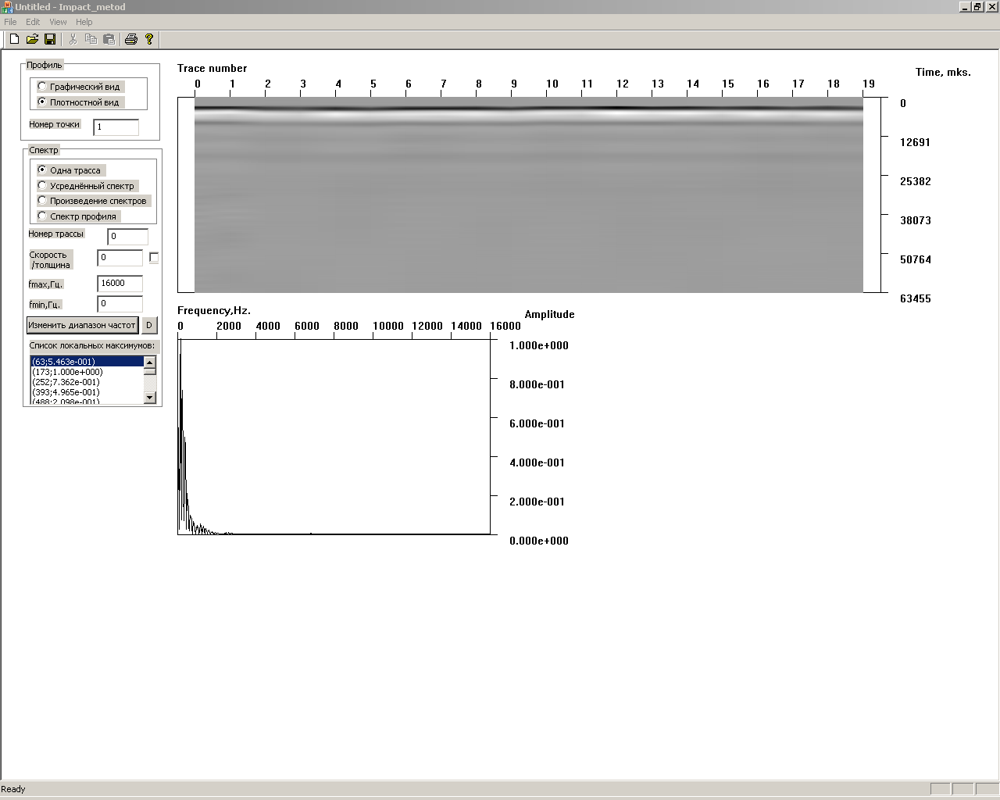 Untitled - Impact_metod
File Edit View Help
Профиль
Графический вид
Плотностной вид
Номер точки 1
Спектр
Одна трасса
Усреднённый спектр
Произведение спектров
Спектр профиля
Номер трассы 0
Скорость
/толщина 0
fmax,Гц. 16000
fmin,Гц. 0
Изменить диапазон частот D
Список локальных максимумов:
(63;5.463e-001)
(173;1.000e+000)
(252;7.362e-001)
(393;4.965e-001)
(488;2.098e-001)
Trace number
0 1 2 3 4 5 6 7 8 9 10 11 12 13 14 15 16 17 18 19
Time, mks.
0
12691
25382
38073
50764
63455
Frequency,Hz.
0 2000 4000 6000 8000 10000 12000 14000 16000
Amplitude
1.000e+000
8.000e-001
6.000e-001
4.000e-001
2.000e-001
0.000e+000
Ready